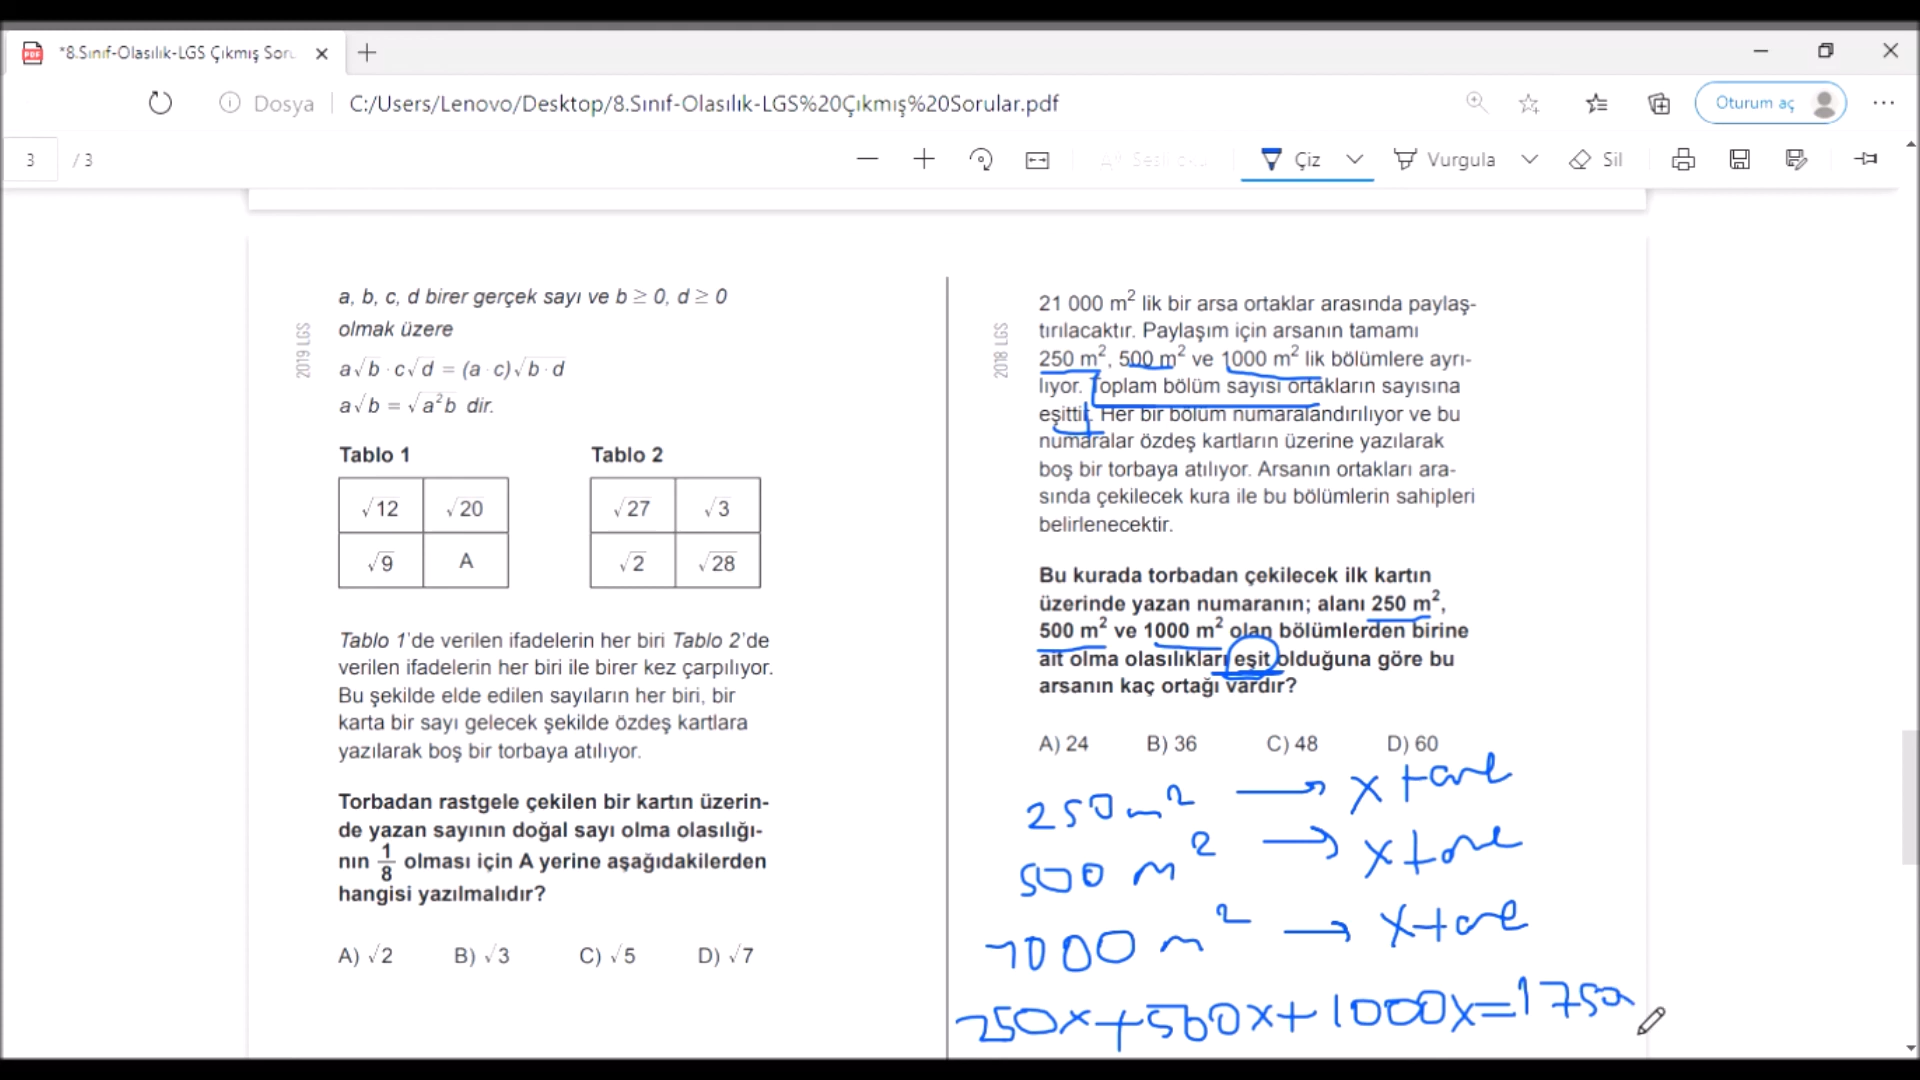 *8.Sınıf-Olasılık-LGS Çıkmış Soru
Dosya
C:/Users/Lenovo/Desktop/8.Sınıf-Olasılık-LGS%20Çıkmış%20Sorular.pdf
Oturum aç
3 / 3
Çiz
Vurgula
Sil
2019 LGS
a, b, c, d birer gerçek sayı ve b ≥ 0, d ≥ 0
olmak üzere
a√b · c√d = (a · c)√b · d
a√b = √a²b dir.
Tablo 1
√12 √20
√9 A
Tablo 2
√27 √3
√2 √28
Tablo 1'de verilen ifadelerin her biri Tablo 2'de
verilen ifadelerin her biri ile birer kez çarpılıyor.
Bu şekilde elde edilen sayıların her biri, bir
karta bir sayı gelecek şekilde özdeş kartlara
yazılarak boş bir torbaya atılıyor.
Torbadan rastgele çekilen bir kartın üzerin-
de yazan sayının doğal sayı olma olasılığı-
nın 1/8 olması için A yerine aşağıdakilerden
hangisi yazılmalıdır?
A) √2 B) √3 C) √5 D) √7
2018 LGS
21 000 m² lik bir arsa ortaklar arasında paylaş-
tırılacaktır. Paylaşım için arsanın tamamı
250 m², 500 m² ve 1000 m² lik bölümlere ayrı-
lıyor. Toplam bölüm sayısı ortakların sayısına
eşittir. Her bir bölüm numaralandırılıyor ve bu
numaralar özdeş kartların üzerine yazılarak
boş bir torbaya atılıyor. Arsanın ortakları ara-
sında çekilecek kura ile bu bölümlerin sahipleri
belirlenecektir.
Bu kurada torbadan çekilecek ilk kartın
üzerinde yazan numaranın; alanı 250 m²,
500 m² ve 1000 m² olan bölümlerden birine
ait olma olasılıkları eşit olduğuna göre bu
arsanın kaç ortağı vardır?
A) 24 B) 36 C) 48 D) 60
250 m² → x tane
500 m² → x tane
1000 m² → x tane
250x+500x+1000x=1750